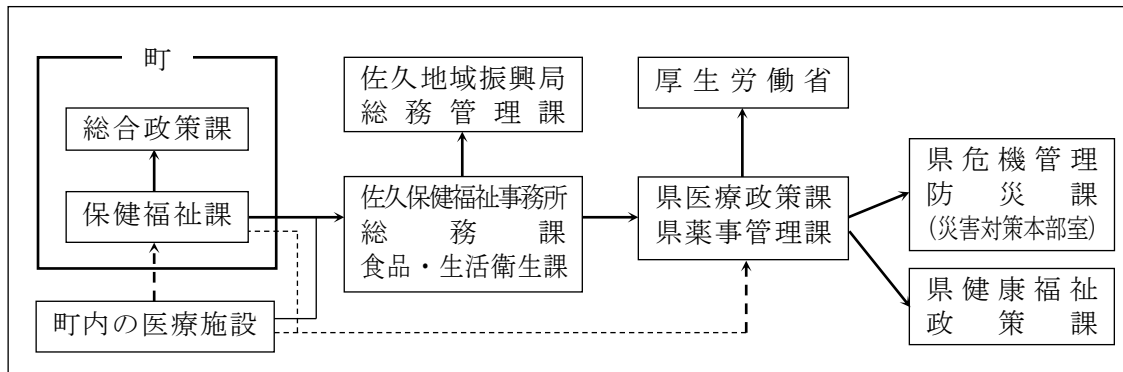 町
総合政策課
保健福祉課
町内の医療施設
佐久地域振興局
総務管理課
佐久保健福祉事務所
総務課
食品・生活衛生課
厚生労働省
県医療政策課
県薬事管理課
県危機管理
防災課
(災害対策本部室)
県健康福祉
政策課